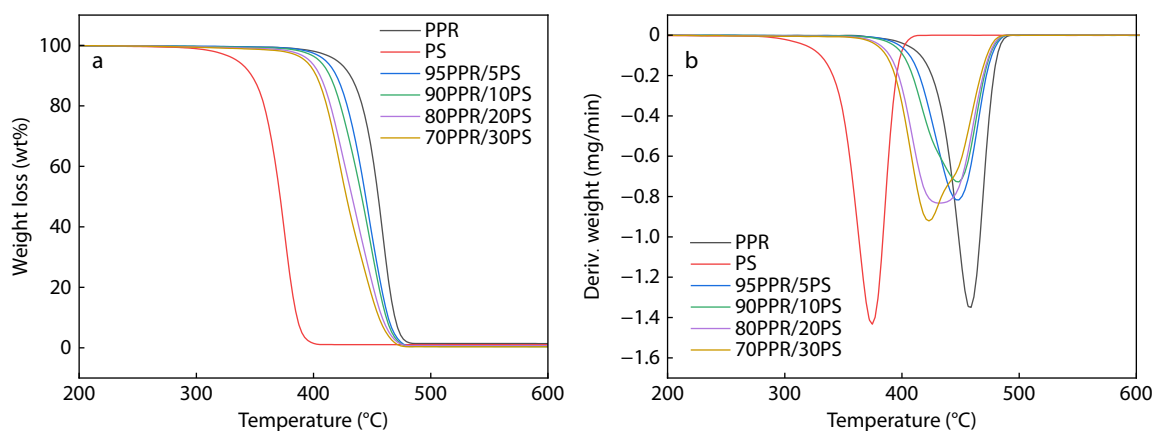 100
80
60
40
20
0
Weight loss (wt%)
a
PPR
PS
95PPR/5PS
90PPR/10PS
80PPR/20PS
70PPR/30PS
200
300
400
500
600
Temperature (°C)
0
−0.2
−0.4
−0.6
−0.8
−1.0
−1.2
−1.4
−1.6
Deriv. weight (mg/min)
b
PPR
PS
95PPR/5PS
90PPR/10PS
80PPR/20PS
70PPR/30PS
200
300
400
500
600
Temperature (°C)